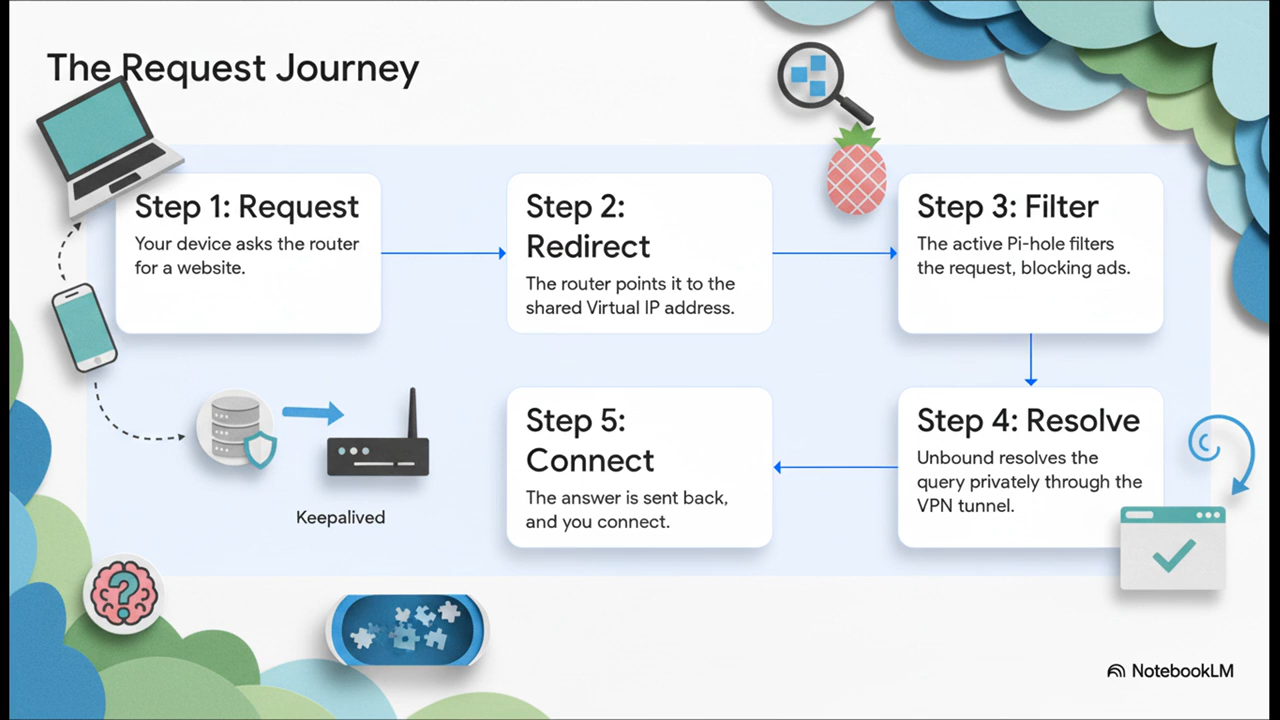 The Request Journey
Step 1: Request
Your device asks the router
for a website.
Step 2:
Redirect
The router points it to the
shared Virtual IP address.
Step 3: Filter
The active Pi-hole filters
the request, blocking ads.
Step 4: Resolve
Unbound resolves the
query privately through the
VPN tunnel.
Step 5:
Connect
The answer is sent back,
and you connect.
Keepalived
?
NotebookLM